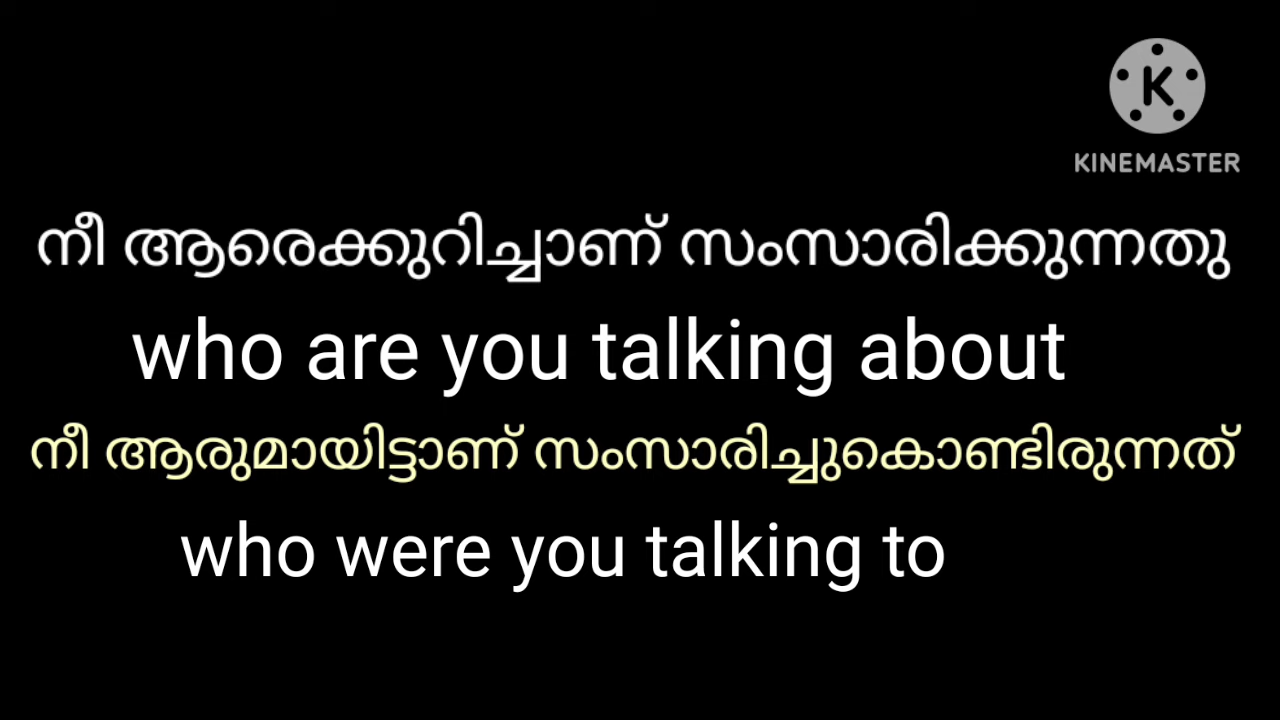 K
KINEMASTER
നീ ആരെക്കുറിച്ചാണ് സംസാരിക്കുന്നതു
who are you talking about
നീ ആരുമായിട്ടാണ് സംസാരിച്ചുകൊണ്ടിരുന്നത്
who were you talking to